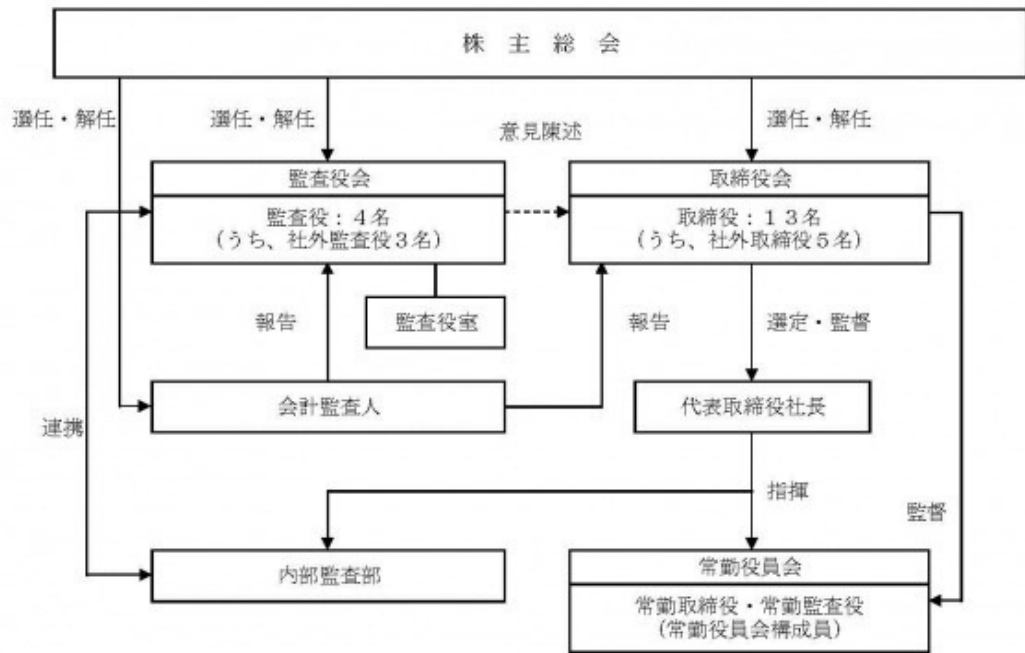 株主総会
選任・解任
選任・解任
選任・解任
意見陳述
監査役会
取締役会
監査役:4名
(うち、社外監査役3名)
取締役:13名
(うち、社外取締役5名)
報告
監査役室
報告
選定・監督
会計監査人
代表取締役社長
連携
指揮
監督
内部監査部
常勤役員会
常勤取締役・常勤監査役
(常勤役員会構成員)